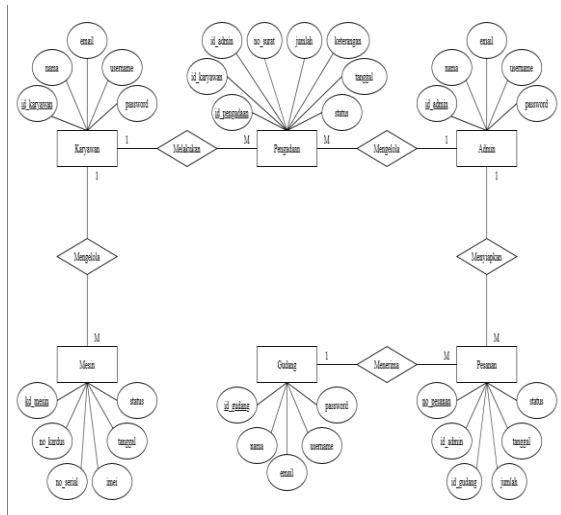 email
nama
username
id_karyawan
password
Karyawan
id_admin
no_surat
jumlah
keterangan
id_karyawan
tanggal
id_pengadaan
status
Pengadaan
email
nama
username
id_admin
password
Admin
1
Melakukan
M
M
Mengelola
1
1
Mengelola
M
1
Menyiapkan
M
Mesin
Gudang
1
Menerima
M
Pesanan
kd_mesin
status
no_kardus
tanggal
no_serial
imei
id_gudang
password
nama
username
email
no_pesanan
status
id_admin
tanggal
id_gudang
jumlah